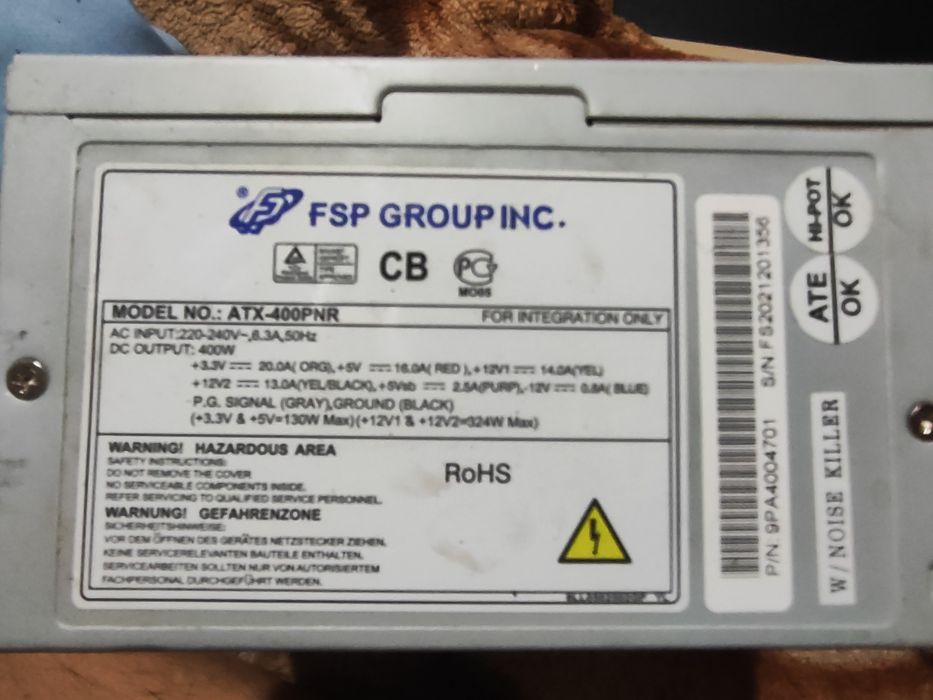 ® FSP GROUP INC.
CB
PC
MO05
MODEL NO.: ATX-400PNR FOR INTEGRATION ONLY
AC INPUT:220-240V~,6.3A,50Hz
DC OUTPUT: 400W
+3.3V ⎓ 20.0A( ORG),+5V ⎓ 16.0A( RED ),+12V1 ⎓ 14.0A(YEL)
+12V2 ⎓ 13.0A(YEL/BLACK),+5Vsb ⎓ 2.5A(PURP),-12V ⎓ 0.8A( BLUE)
P.G. SIGNAL (GRAY),GROUND (BLACK)
(+3.3V & +5V=130W Max)(+12V1 & +12V2=324W Max)
WARNING! HAZARDOUS AREA
SAFETY INSTRUCTIONS:
DO NOT REMOVE THE COVER
NO SERVICEABLE COMPONENTS INSIDE.
REFER SERVICING TO QUALIFIED SERVICE PERSONNEL.
WARNUNG! GEFAHRENZONE
SICHERHEITSHINWEISE:
VOR DEM ÖFFNEN DES GERÄTES NETZSTECKER ZIEHEN.
KEINE SERVICERELEVANTEN BAUTEILE ENTHALTEN.
SERVICEARBEITEN SOLLTEN NUR VON AUTORISIERTEM
FACHPERSONAL DURCHGEFÜHRT WERDEN.
RoHS
P/N: 9PA4004701 S/N FS2021201356
HI-POT
OK
ATE
OK
W/NOISE KILLER